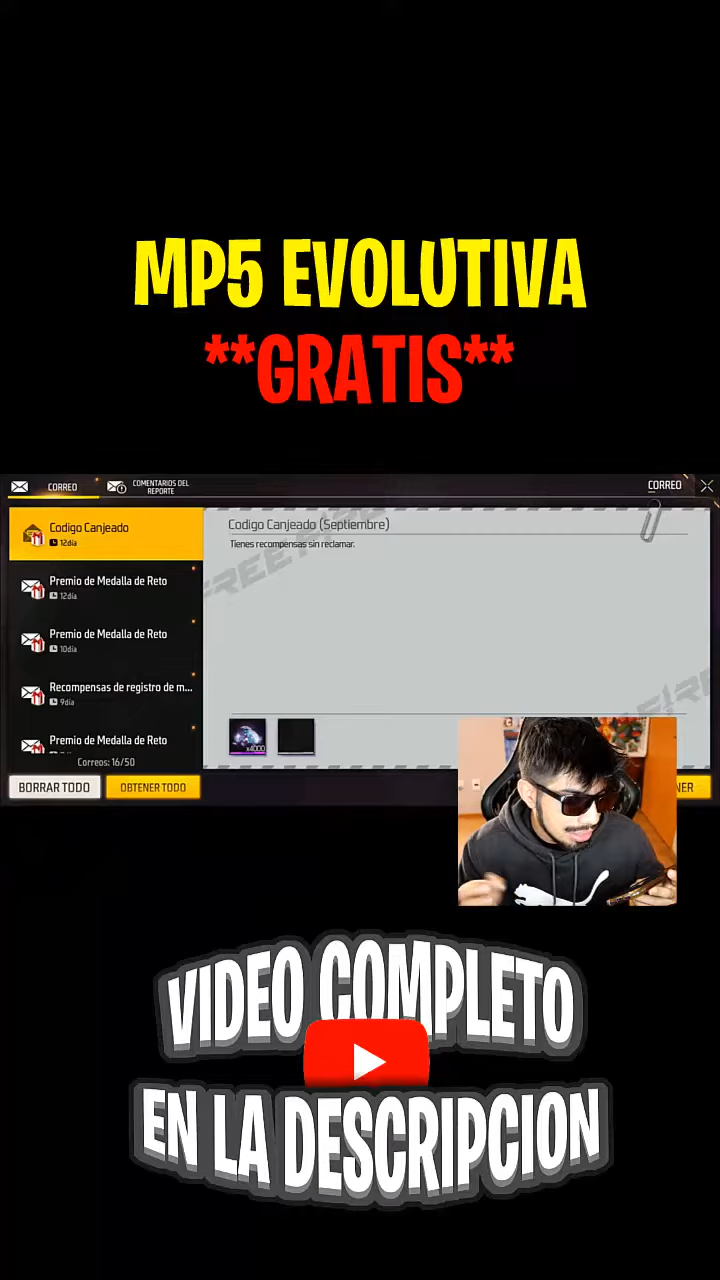 MP5 EVOLUTIVA
**GRATIS**
CORREO
COMENTARIOS DEL
REPORTE
CORREO
Codigo Canjeado
12día
Codigo Canjeado (Septiembre)
Tienes recompensas sin reclamar.
FREE FIRE
Premio de Medalla de Reto
12día
Premio de Medalla de Reto
10día
Recompensas de registro de m...
9día
Premio de Medalla de Reto
Correos: 16/50
x4000
BORRAR TODO
OBTENER TODO
NER
VIDEO COMPLETO
EN LA DESCRIPCION